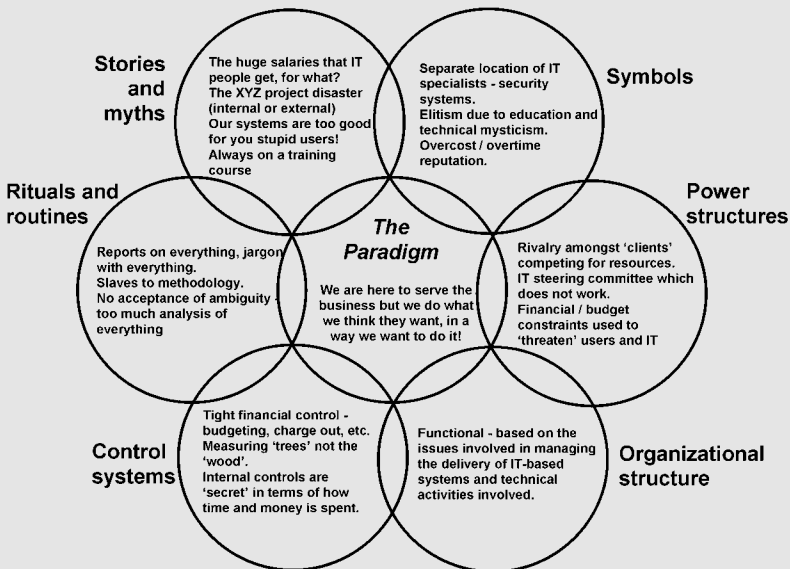 Stories
and
myths
The huge salaries that IT
people get, for what?
The XYZ project disaster
(internal or external)
Our systems are too good
for you stupid users!
Always on a training
course
Separate location of IT
specialists - security
systems.
Elitism due to education and
technical mysticism.
Overcost / overtime
reputation.
Symbols
Rituals and
routines
Reports on everything, jargon
with everything.
Slaves to methodology.
No acceptance of ambiguity -
too much analysis of
everything
The
Paradigm
We are here to serve the
business but we do what
we think they want, in a
way we want to do it!
Power
structures
Rivalry amongst ‘clients’
competing for resources.
IT steering committee which
does not work.
Financial / budget
constraints used to
‘threaten’ users and IT
Control
systems
Tight financial control -
budgeting, charge out, etc.
Measuring ‘trees’ not the
‘wood’.
Internal controls are
‘secret’ in terms of how
time and money is spent.
Functional - based on the
issues involved in managing
the delivery of IT-based
systems and technical
activities involved.
Organizational
structure